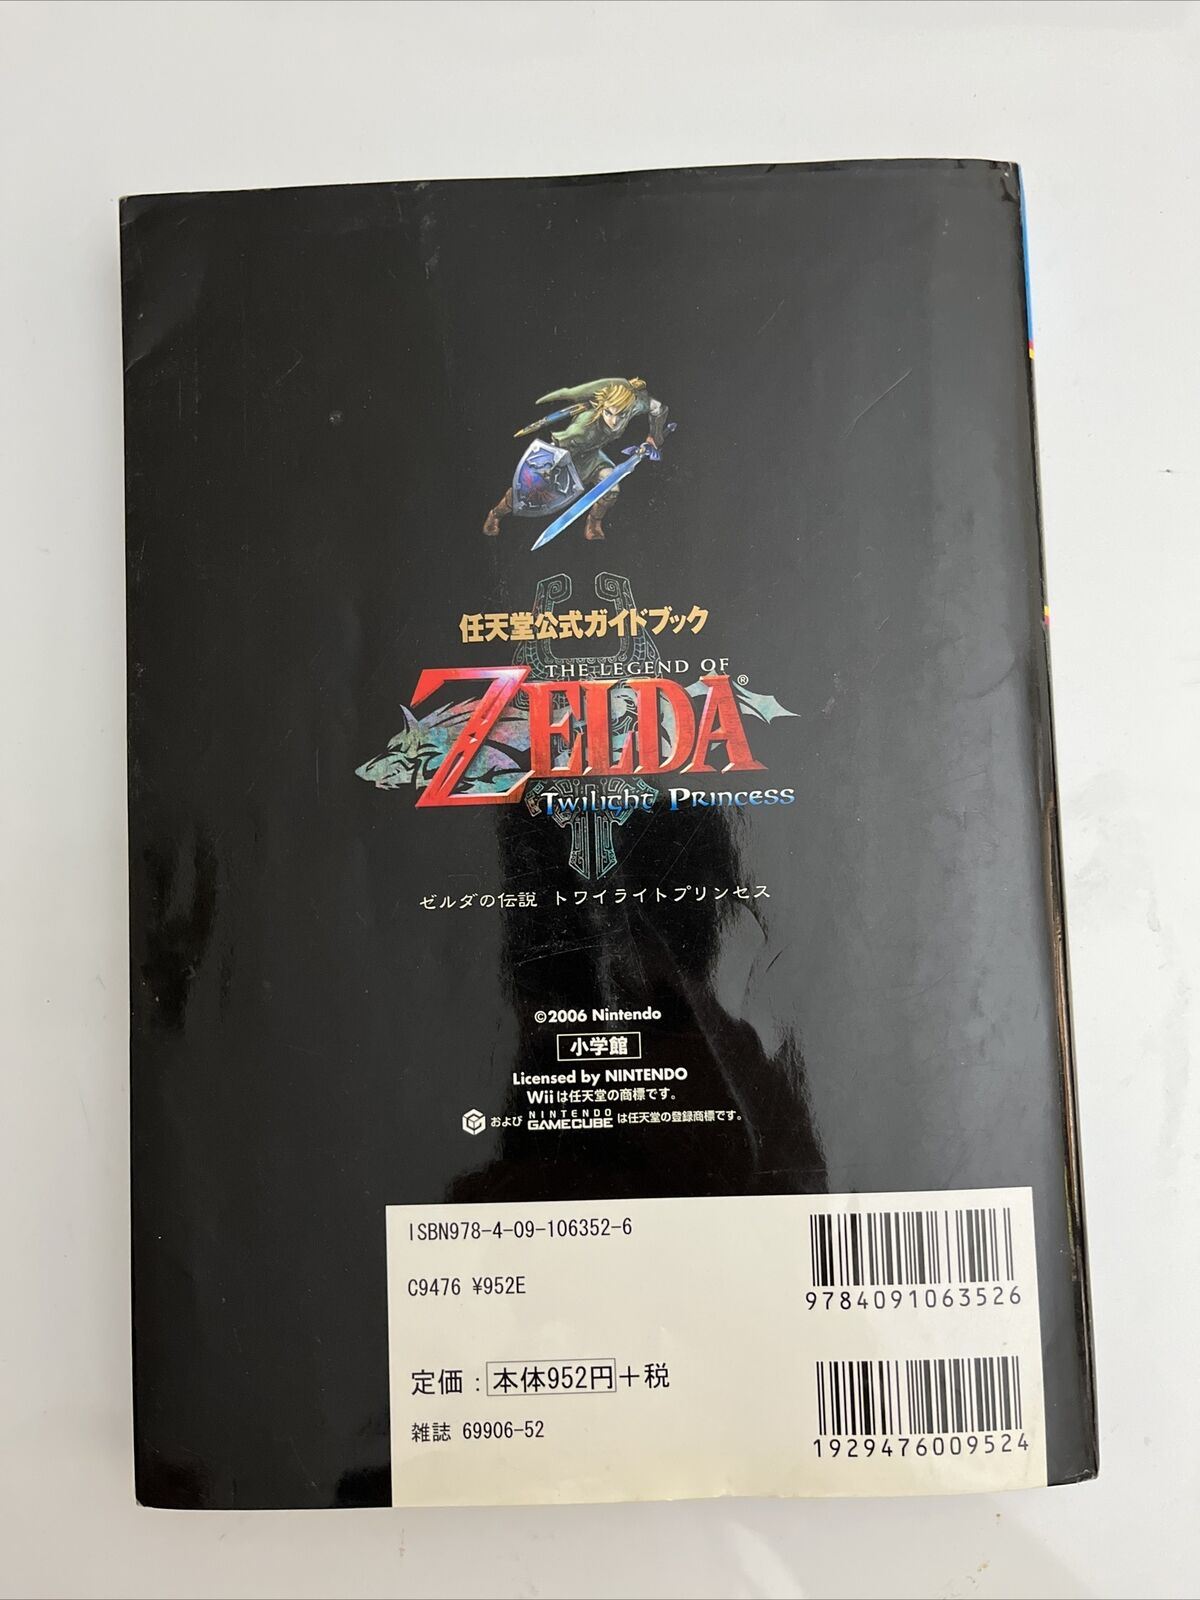 任天堂公式ガイドブック
THE LEGEND OF
ZELDA®
Twilight Princess
ゼルダの伝説 トワイライトプリンセス
©2006 Nintendo
小学館
Licensed by NINTENDO
Wiiは任天堂の商標です。
および NINTENDO GAMECUBE は任天堂の登録商標です。
ISBN978-4-09-106352-6
C9476 ¥952E
9784091063526
定価：本体952円＋税
雑誌 69906-52
1929476009524